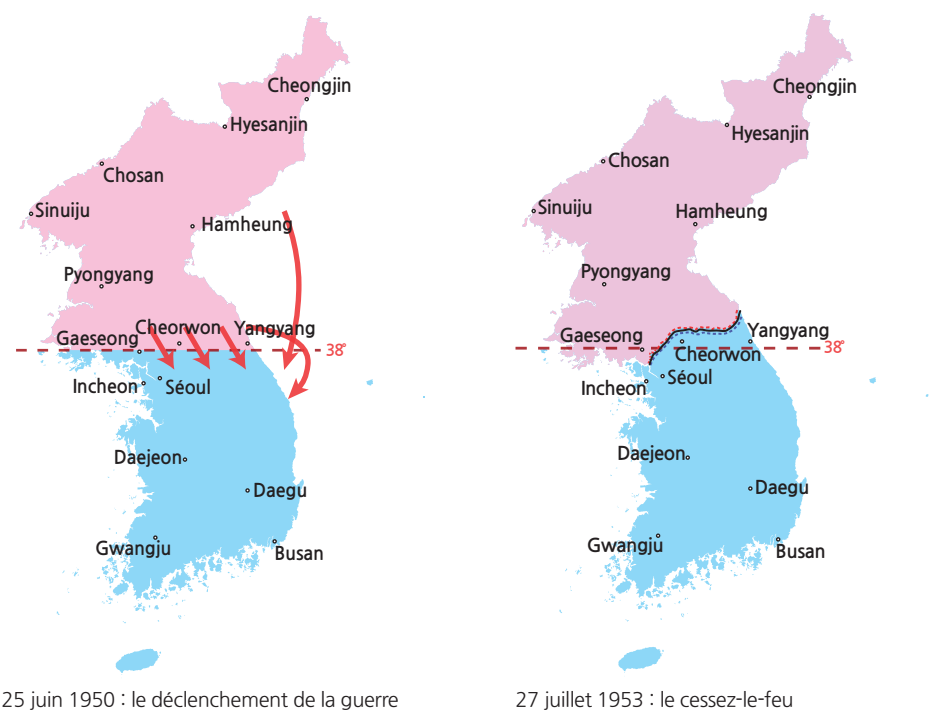 Cheongjin
Hyesanjin
Chosan
Sinuiju
Hamheung
Pyongyang
Cheorwon
Yangyang
Gaeseong
38°
Incheon
Séoul
Daejeon
Daegu
Gwangju
Busan
25 juin 1950 : le déclenchement de la guerre
Cheongjin
Hyesanjin
Chosan
Sinuiju
Hamheung
Pyongyang
Gaeseong
Yangyang
38°
Cheorwon
Séoul
Incheon
Daejeon
Daegu
Gwangju
Busan
27 juillet 1953 : le cessez-le-feu